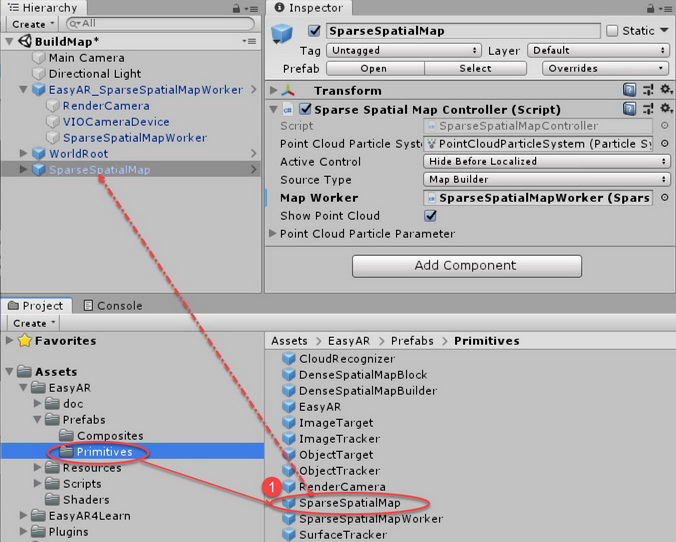 Hierarchy
Create
All
BuildMap*
Main Camera
Directional Light
EasyAR_SparseSpatialMapWorker
RenderCamera
VIOCameraDevice
SparseSpatialMapWorker
WorldRoot
SparseSpatialMap
Inspector
SparseSpatialMap
Static
Tag Untagged Layer Default
Prefab Open Select Overrides
Transform
Sparse Spatial Map Controller (Script)
Script SparseSpatialMapController
Point Cloud Particle Syste PointCloudParticleSystem (Particle Sy
Active Control Hide Before Localized
Source Type Map Builder
Map Worker SparseSpatialMapWorker (Spars
Show Point Cloud
Point Cloud Particle Parameter
Add Component
Project Console
Create
Favorites
Assets
EasyAR
doc
Prefabs
Composites
Primitives
Resources
Scripts
Shaders
EasyAR4Learn
Plugins
Assets > EasyAR > Prefabs > Primitives
CloudRecognizer
DenseSpatialMapBlock
DenseSpatialMapBuilder
EasyAR
ImageTarget
ImageTracker
ObjectTarget
ObjectTracker
RenderCamera
1
SparseSpatialMap
SparseSpatialMapWorker
SurfaceTracker